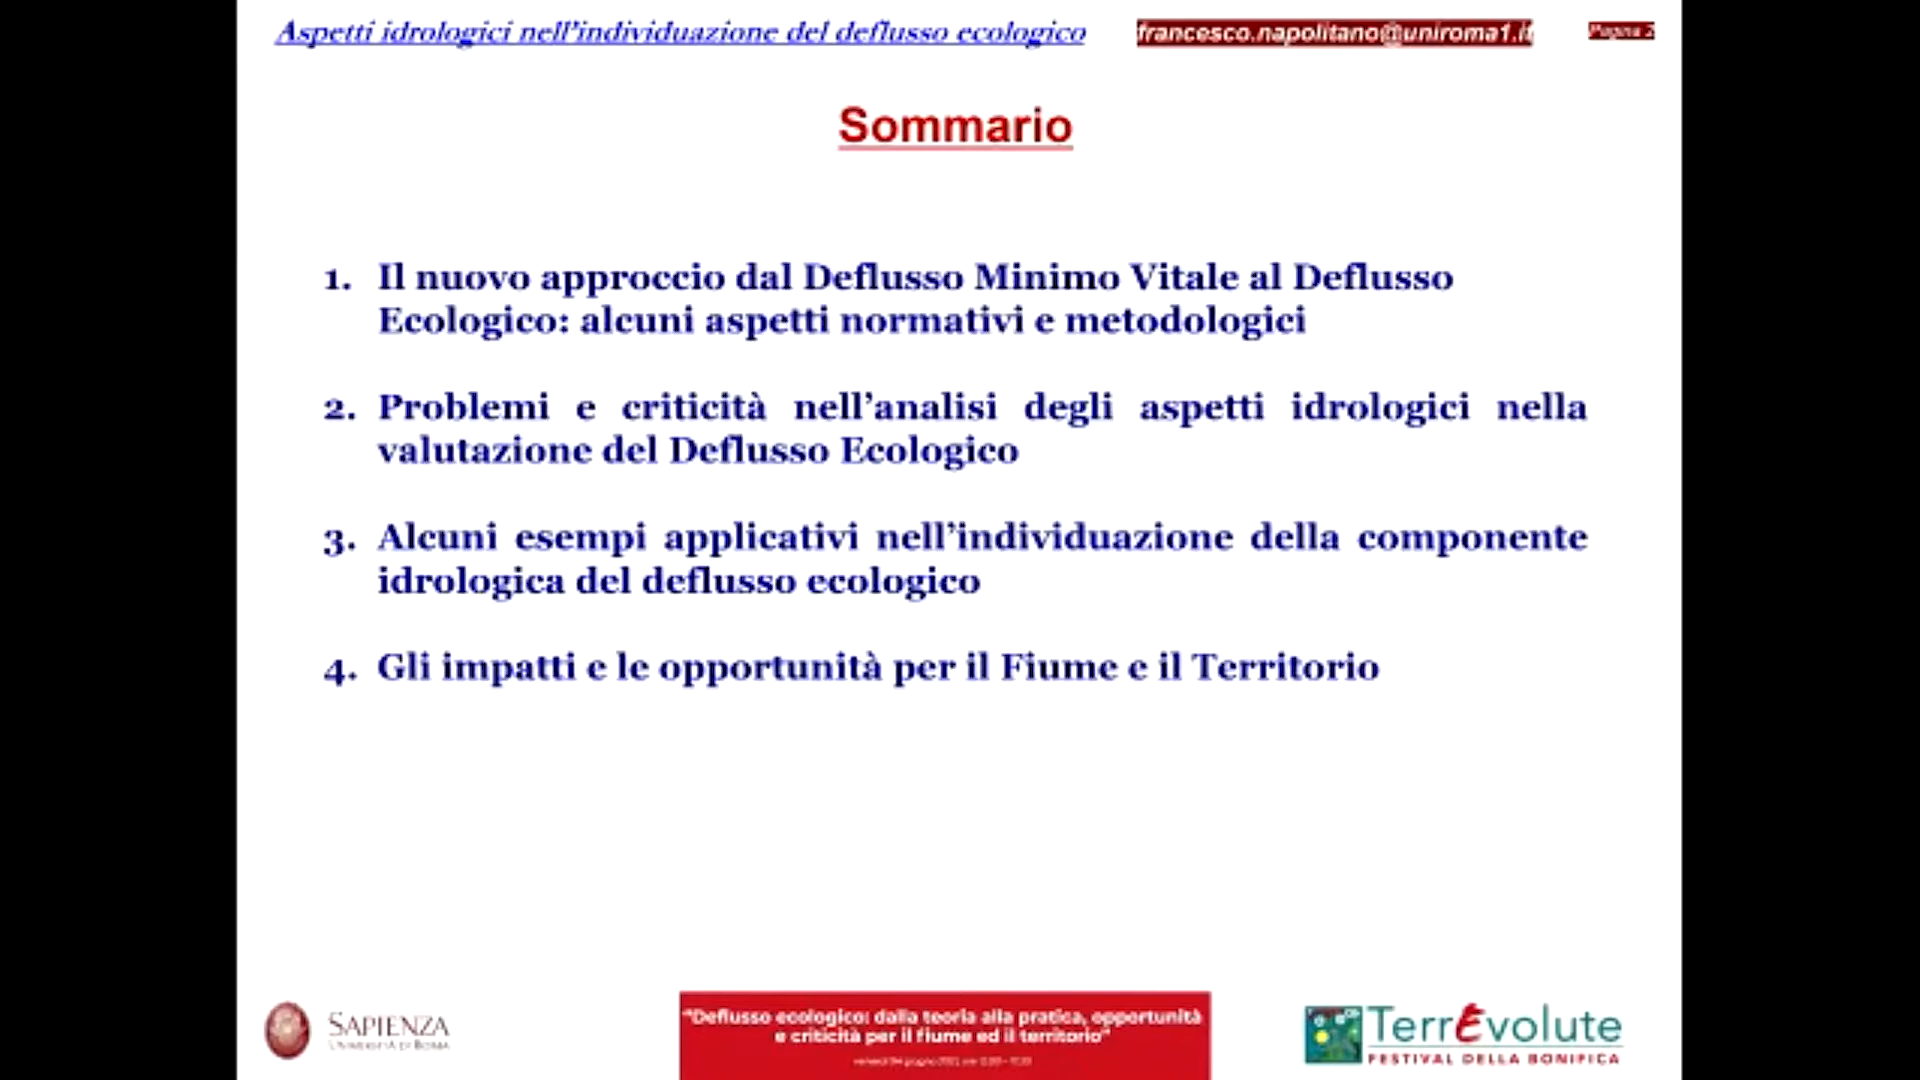 Aspetti idrologici nell'individuazione del deflusso ecologico
francesco.napolitano@uniroma1.it
Pagina 2
Sommario
1. Il nuovo approccio dal Deflusso Minimo Vitale al Deflusso
Ecologico: alcuni aspetti normativi e metodologici
2. Problemi e criticità nell'analisi degli aspetti idrologici nella
valutazione del Deflusso Ecologico
3. Alcuni esempi applicativi nell'individuazione della componente
idrologica del deflusso ecologico
4. Gli impatti e le opportunità per il Fiume e il Territorio
SAPIENZA
UNIVERSITÀ DI ROMA
"Deflusso ecologico: dalla teoria alla pratica, opportunità
e criticità per il fiume ed il territorio"
TerrEvolute
FESTIVAL DELLA BONIFICA